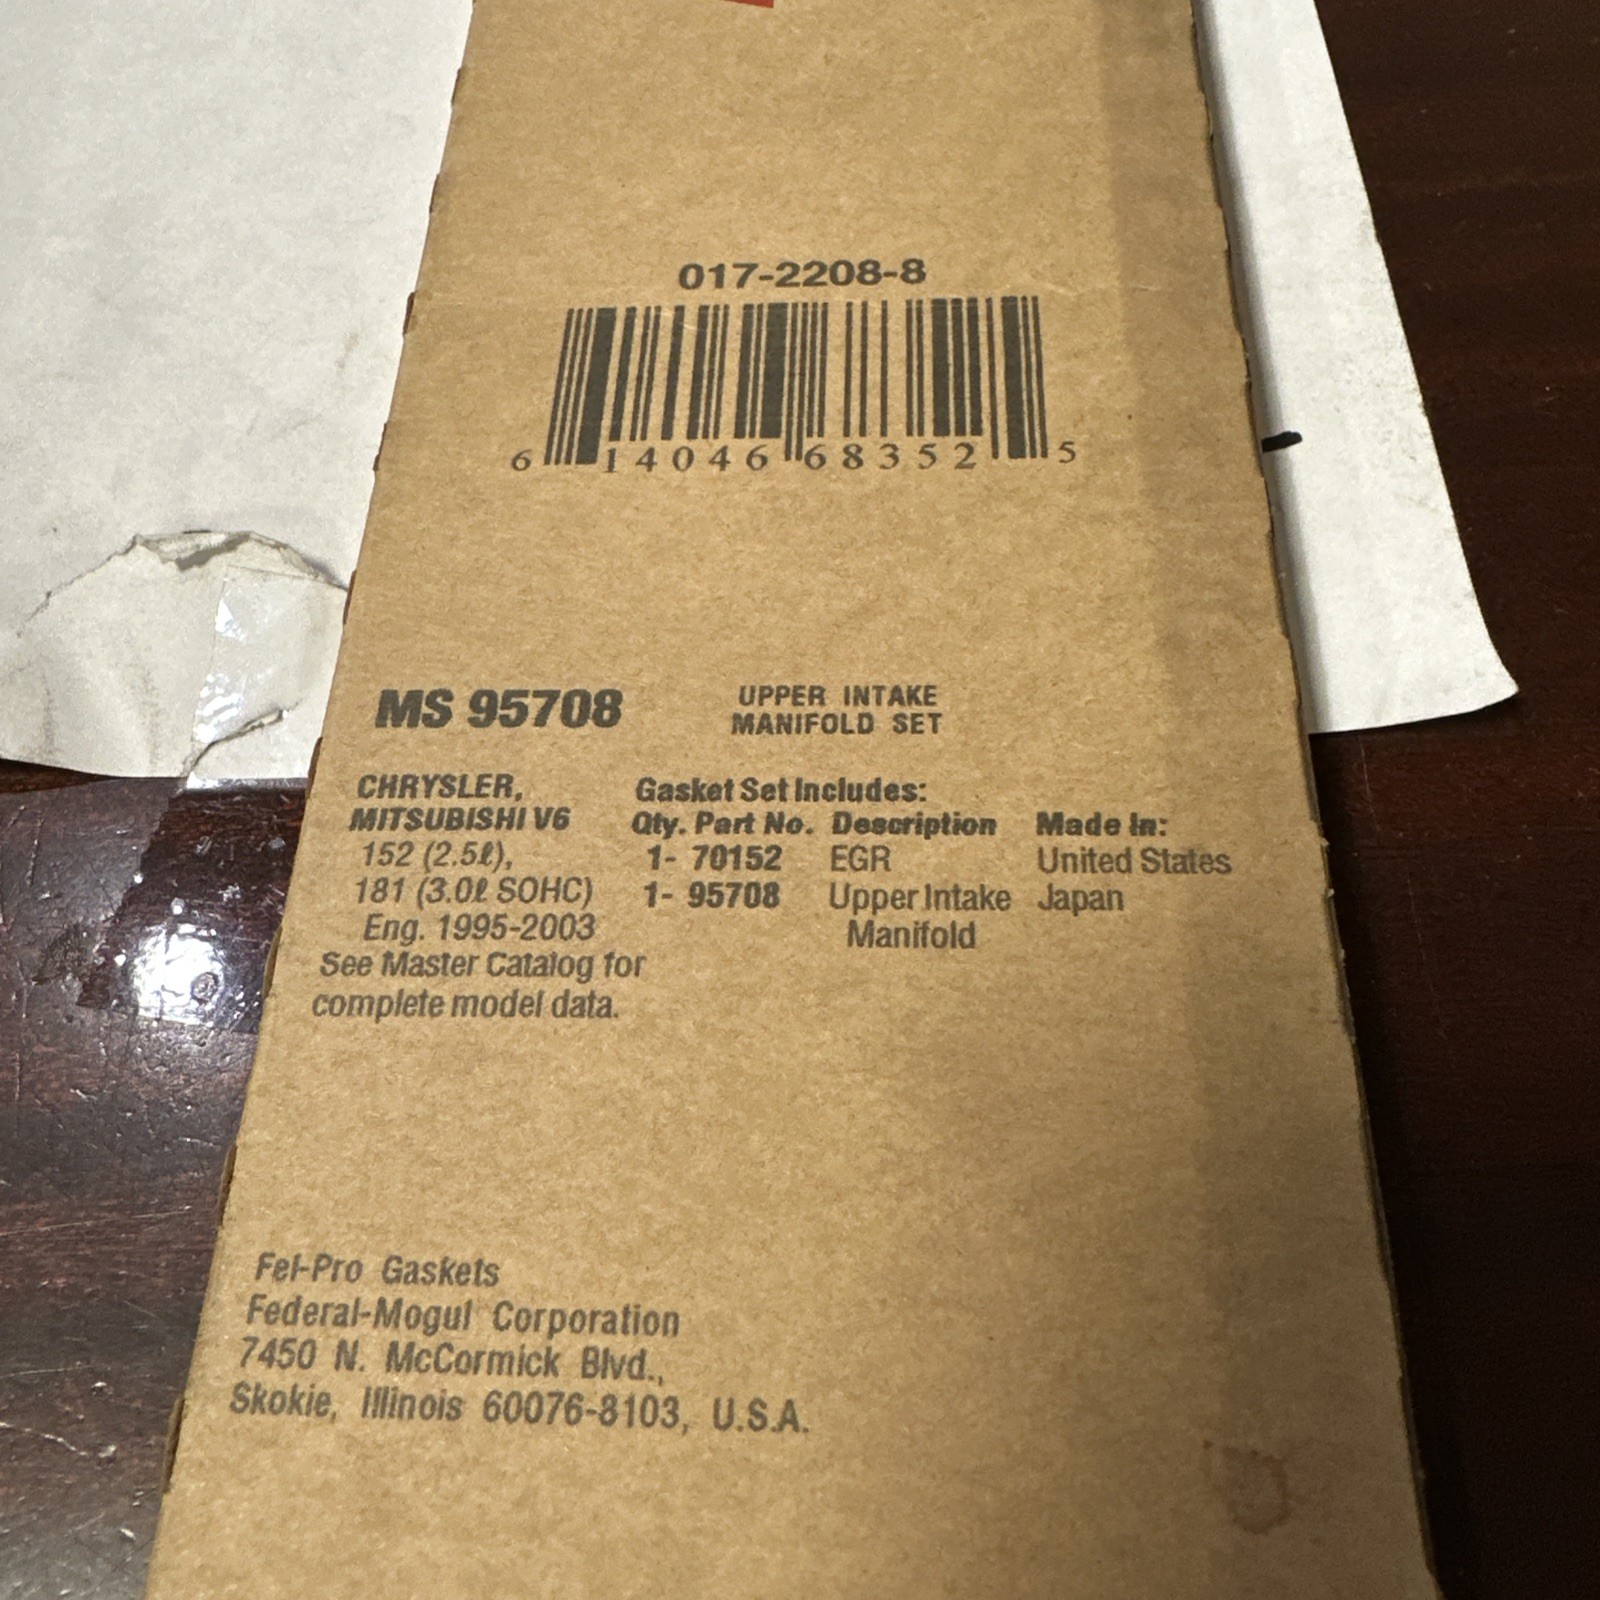 017-2208-8
6 14046 68352 5
MS 95708
UPPER INTAKE
MANIFOLD SET
CHRYSLER,
MITSUBISHI V6
152 (2.5ℓ),
181 (3.0ℓ SOHC)
Eng. 1995-2003
See Master Catalog for
complete model data.
Gasket Set Includes:
Qty. Part No. Description Made In:
1- 70152 EGR United States
1- 95708 Upper Intake Japan
Manifold
Fel-Pro Gaskets
Federal-Mogul Corporation
7450 N. McCormick Blvd.,
Skokie, Illinois 60076-8103, U.S.A.